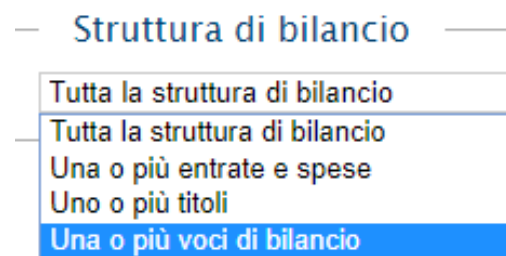 Struttura di bilancio
Tutta la struttura di bilancio
Tutta la struttura di bilancio
Una o più entrate e spese
Uno o più titoli
Una o più voci di bilancio